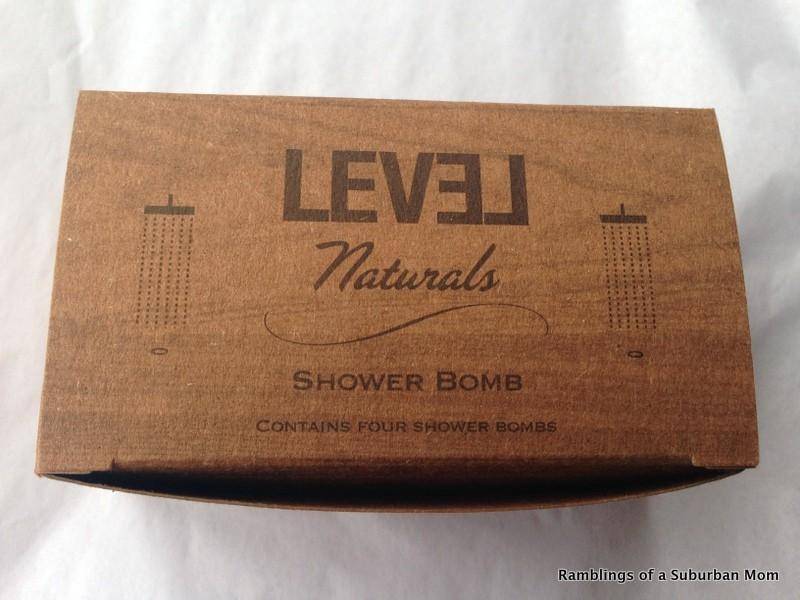 LEVEL
Naturals
SHOWER BOMB
CONTAINS FOUR SHOWER BOMBS
Ramblings of a Suburban Mom